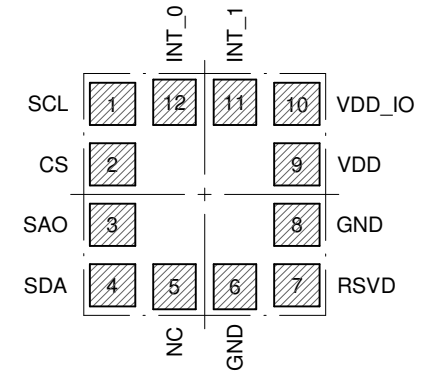 INT_0 INT_1
SCL 1 12 11 10 VDD_IO
CS 2 9 VDD
SAO 3 8 GND
SDA 4 5 6 7 RSVD
NC GND